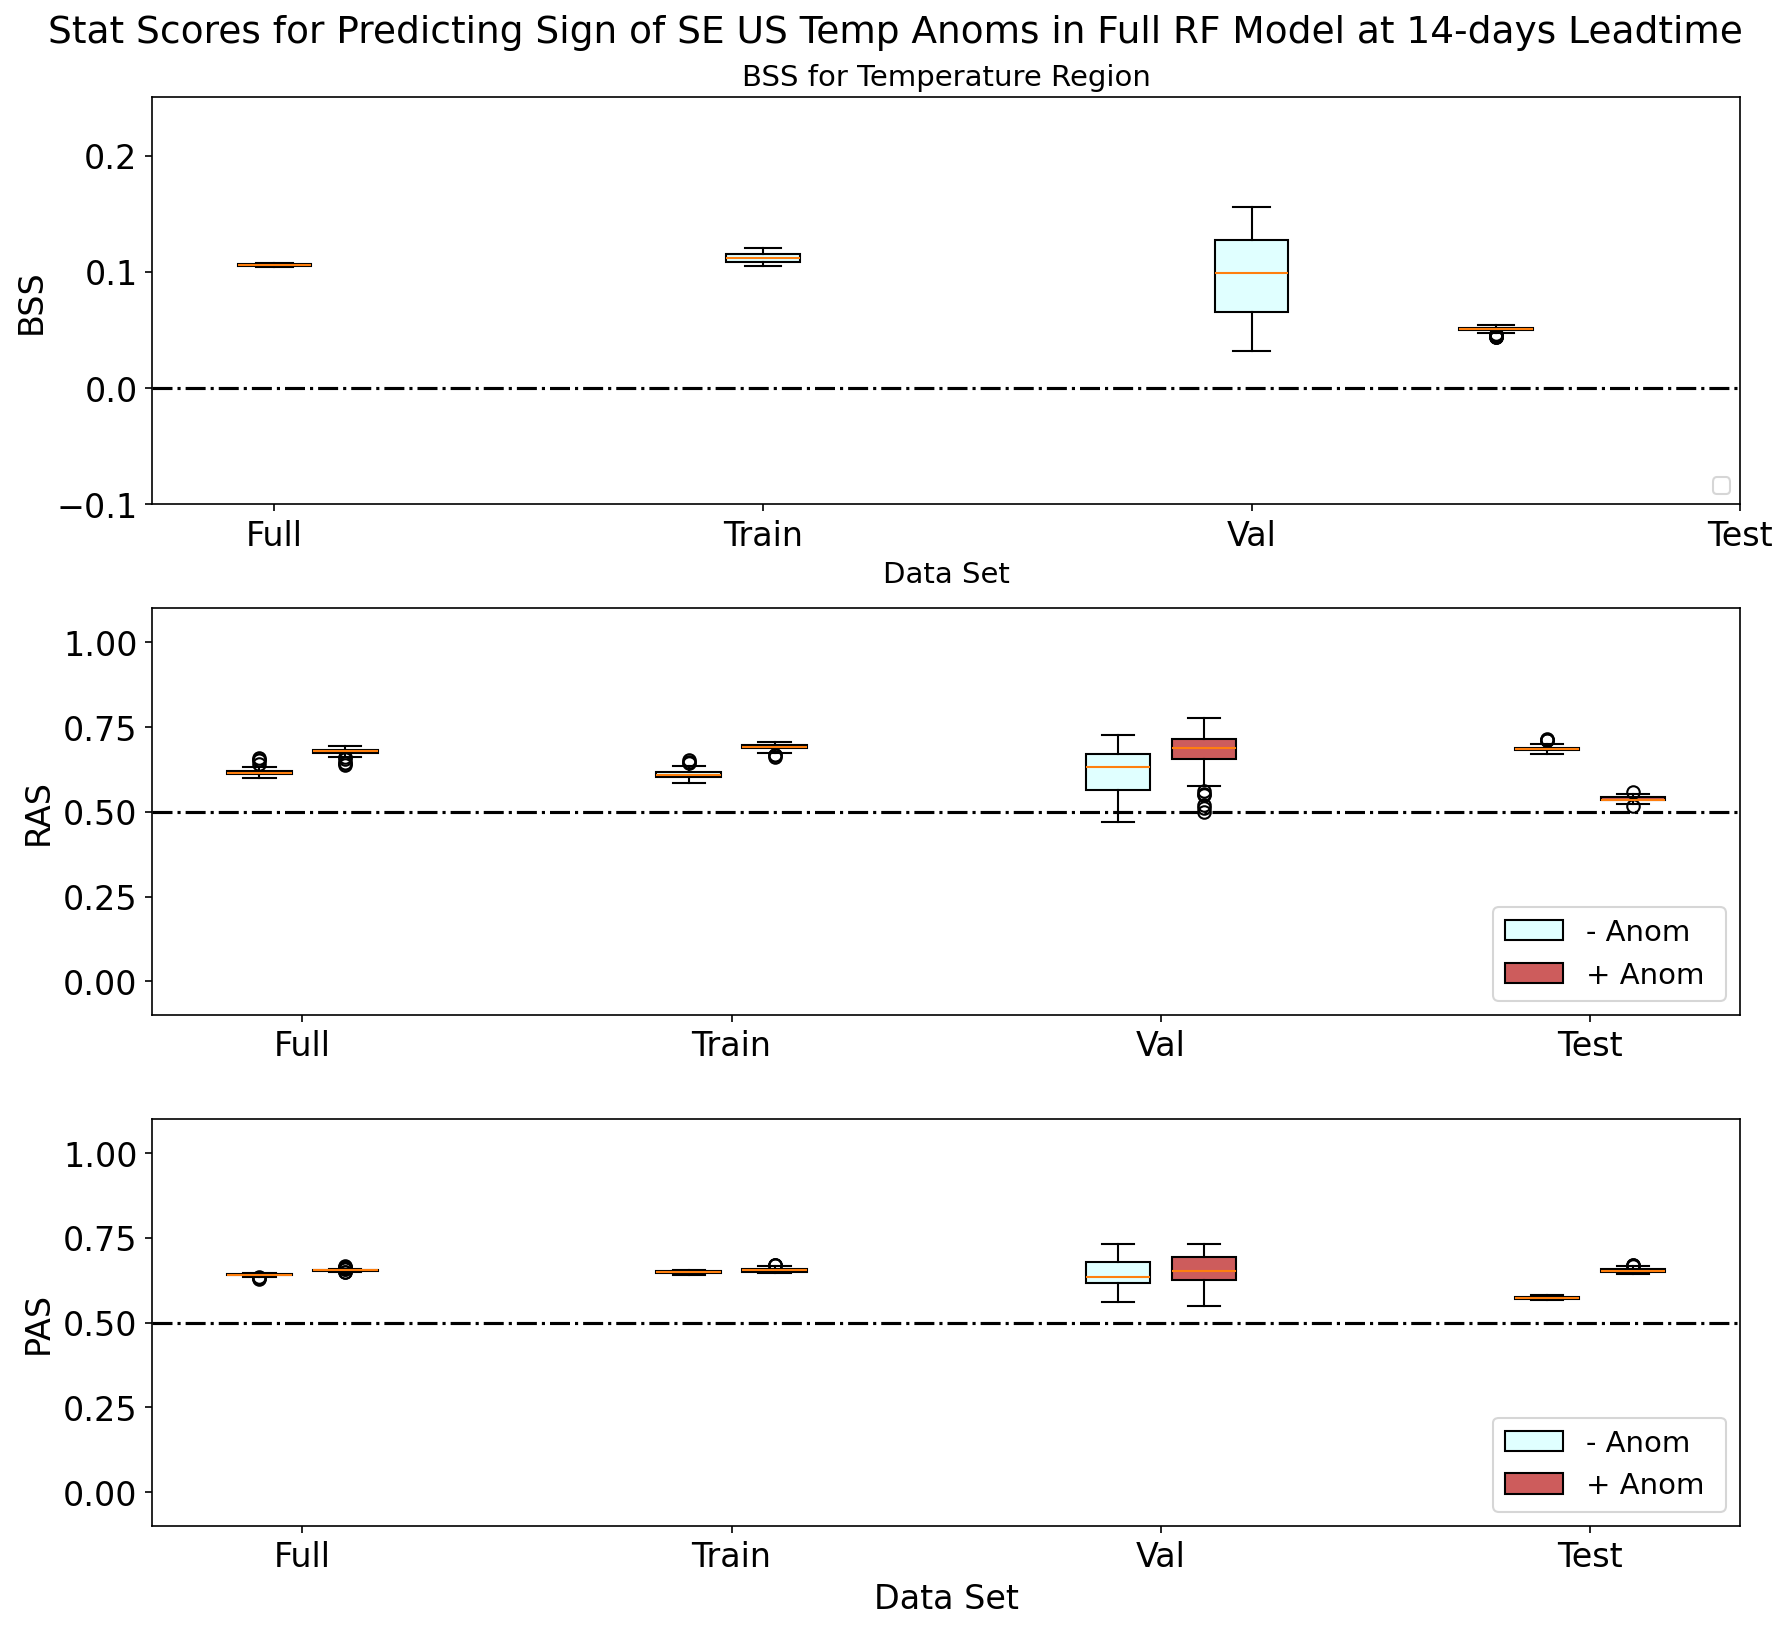 Stat Scores for Predicting Sign of SE US Temp Anoms in Full RF Model at 14-days Leadtime
BSS for Temperature Region
0.2
0.1
0.0
−0.1
BSS
Full Train Val Test
Data Set
1.00
0.75
0.50
0.25
0.00
RAS
- Anom
+ Anom
Full Train Val Test
1.00
0.75
0.50
0.25
0.00
PAS
- Anom
+ Anom
Full Train Val Test
Data Set